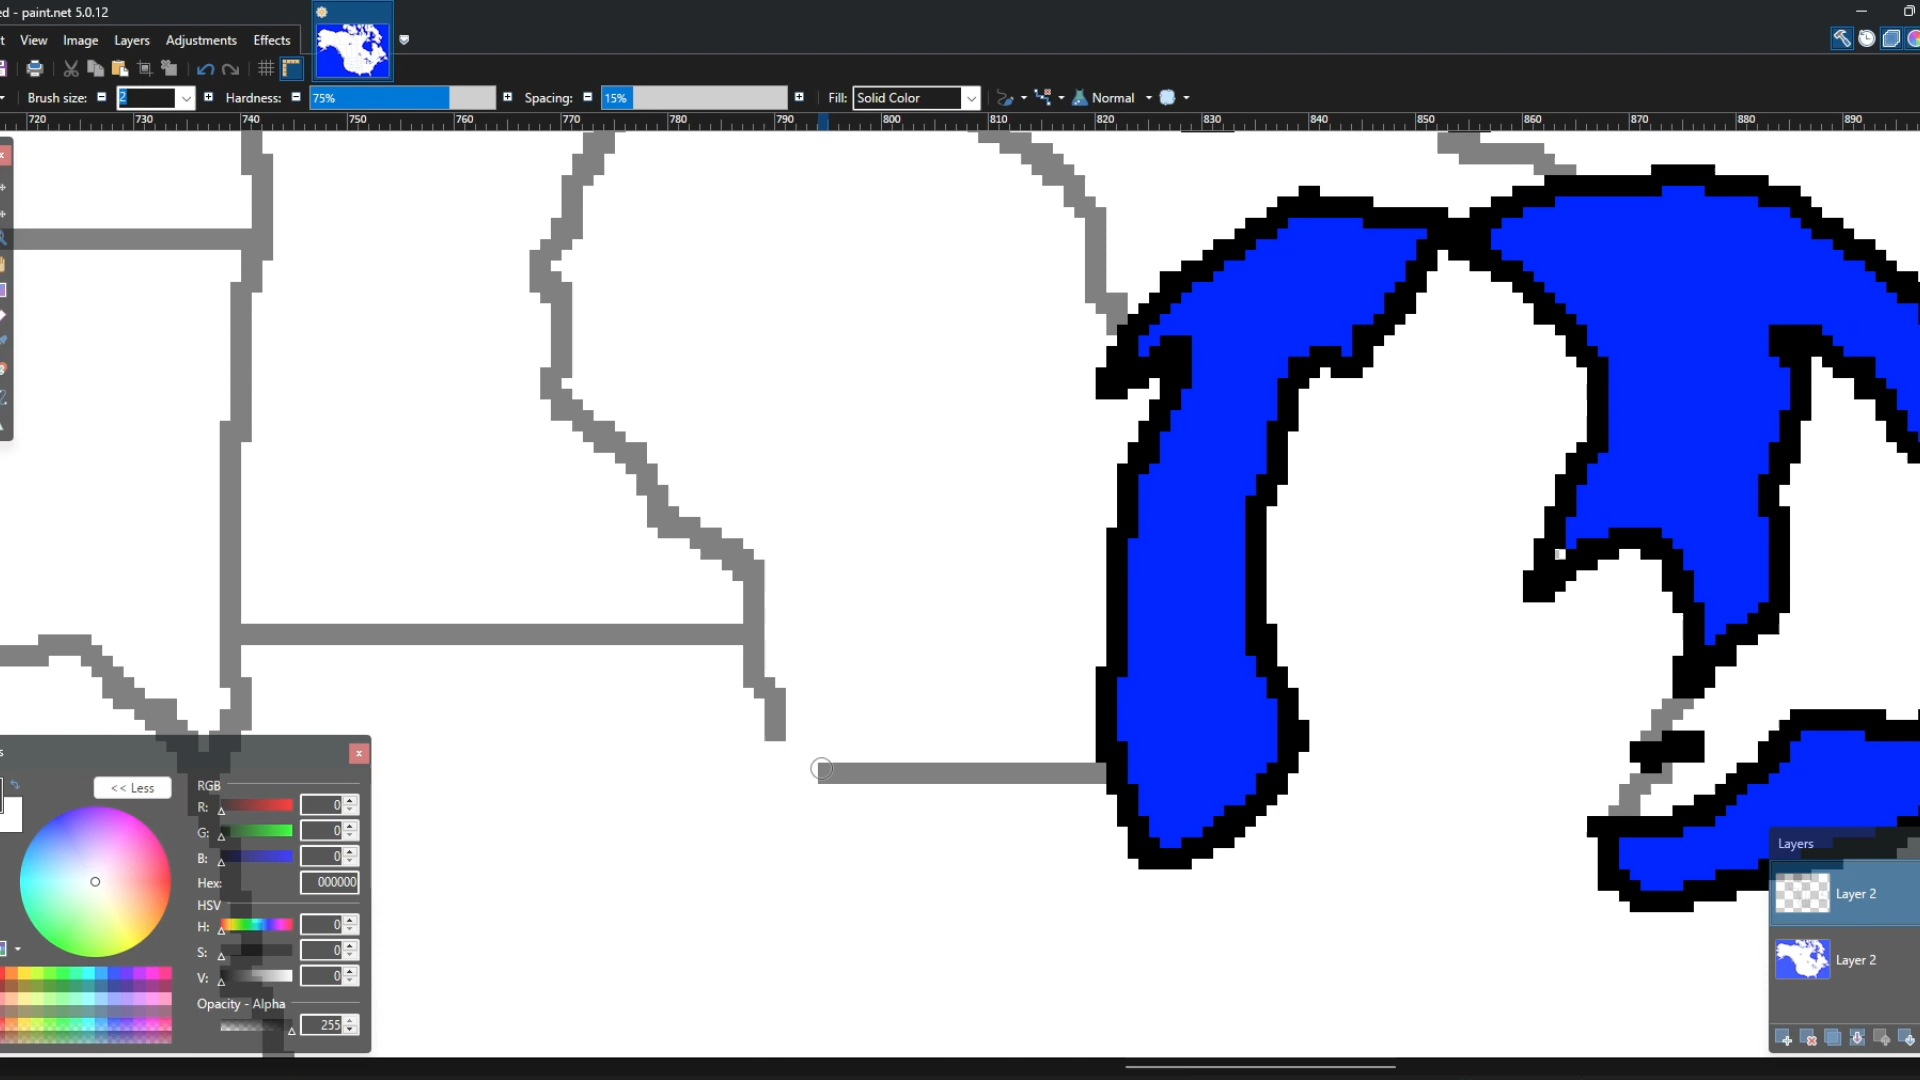 ed - paint.net 5.0.12
t View Image Layers Adjustments Effects
Brush size: 2 Hardness: 75% Spacing: 15% Fill: Solid Color Normal
720 730 740 750 760 770 780 790 800 810 820 830 840 850 860 870 880 890
s
<< Less
RGB
R: 0
G: 0
B: 0
Hex: 000000
HSV
H: 0
S: 0
V: 0
Opacity - Alpha
255
Layers
Layer 2
Layer 2